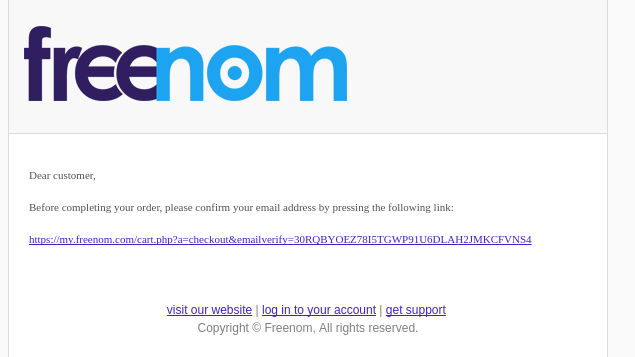 freenom
Dear customer,
Before completing your order, please confirm your email address by pressing the following link:
https://my.freenom.com/cart.php?a=checkout&emailverify=30RQBYOEZ78I5TGWP91U6DLAH2JMKCFVNS4
visit our website | log in to your account | get support
Copyright © Freenom, All rights reserved.